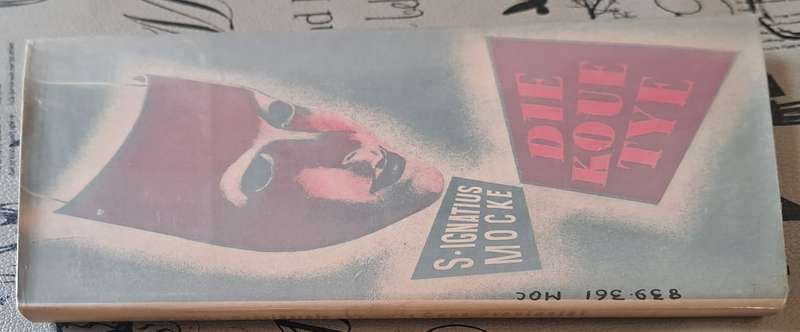 DIE
KOUE
TYE
S·IGNATIUS
MOCKE
839.361 MOC